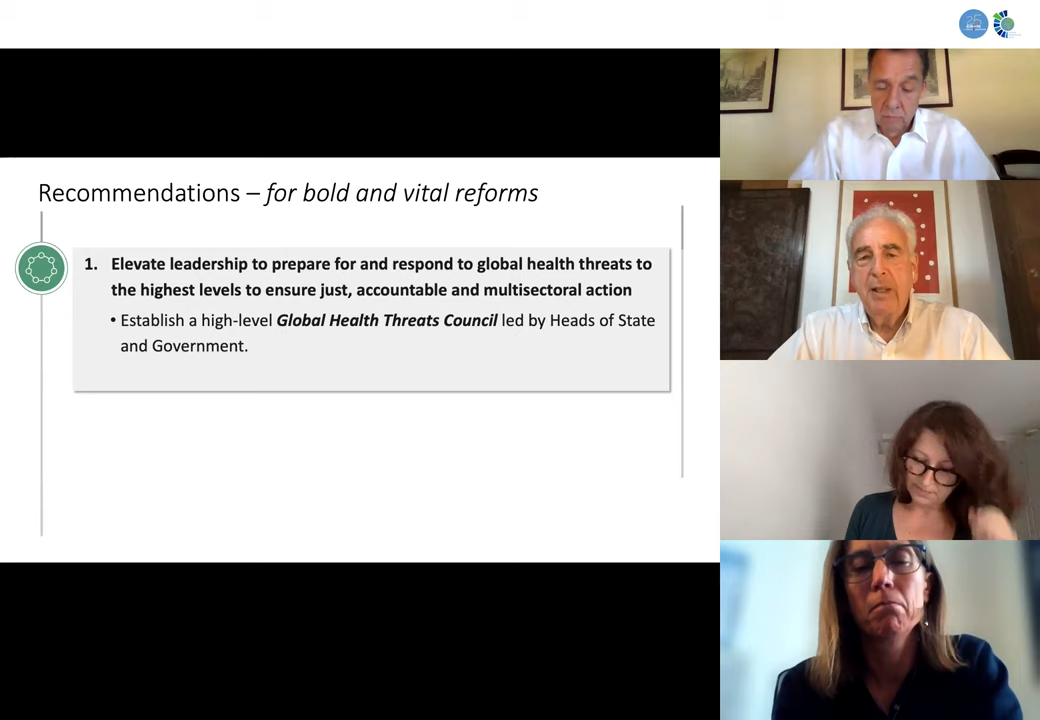 25
Recommendations – for bold and vital reforms
1. Elevate leadership to prepare for and respond to global health threats to
the highest levels to ensure just, accountable and multisectoral action
• Establish a high-level Global Health Threats Council led by Heads of State
and Government.